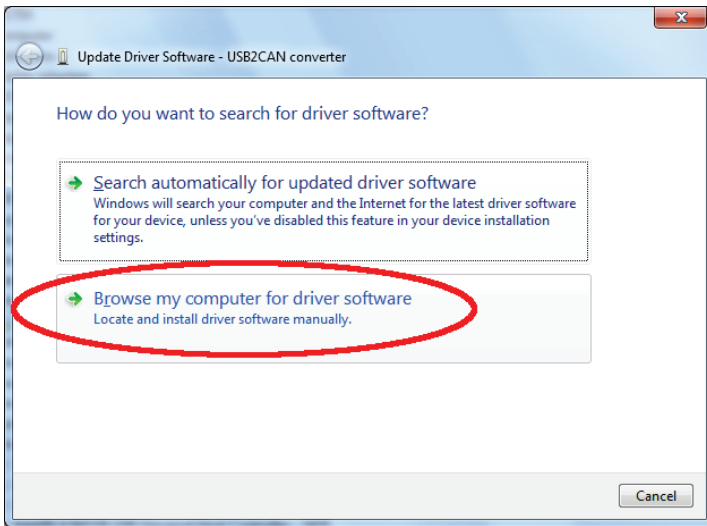 Update Driver Software - USB2CAN converter
How do you want to search for driver software?
Search automatically for updated driver software
Windows will search your computer and the Internet for the latest driver software
for your device, unless you've disabled this feature in your device installation
settings.
Browse my computer for driver software
Locate and install driver software manually.
Cancel